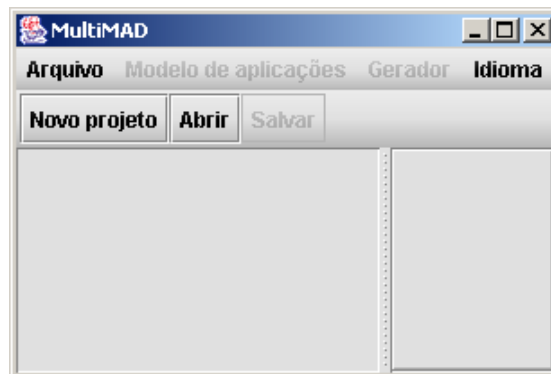 MultiMAD
Arquivo Modelo de aplicações Gerador Idioma
Novo projeto Abrir Salvar